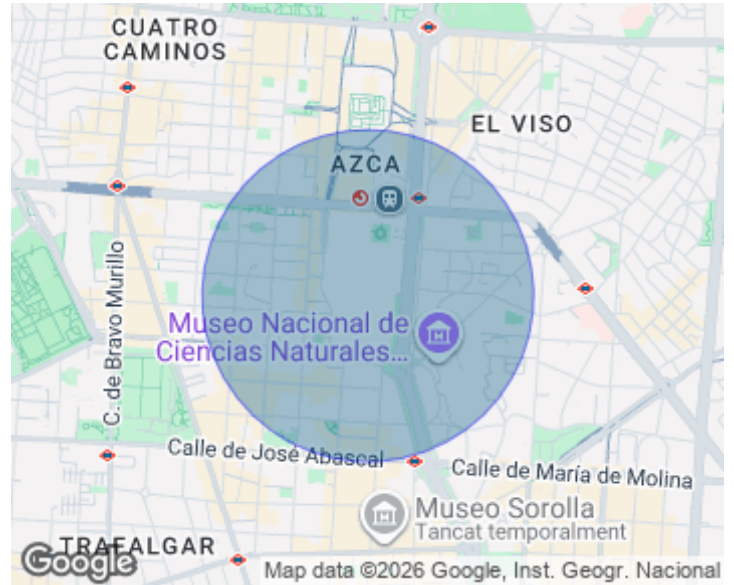 CUATRO
CAMINOS
EL VISO
AZCA
C. de Bravo Murillo
Museo Nacional de
Ciencias Naturales...
Calle de José Abascal
Calle de María de Molina
Museo Sorolla
Tancat temporalment
TRAFALGAR
Google
Map data ©2026 Google, Inst. Geogr. Nacional